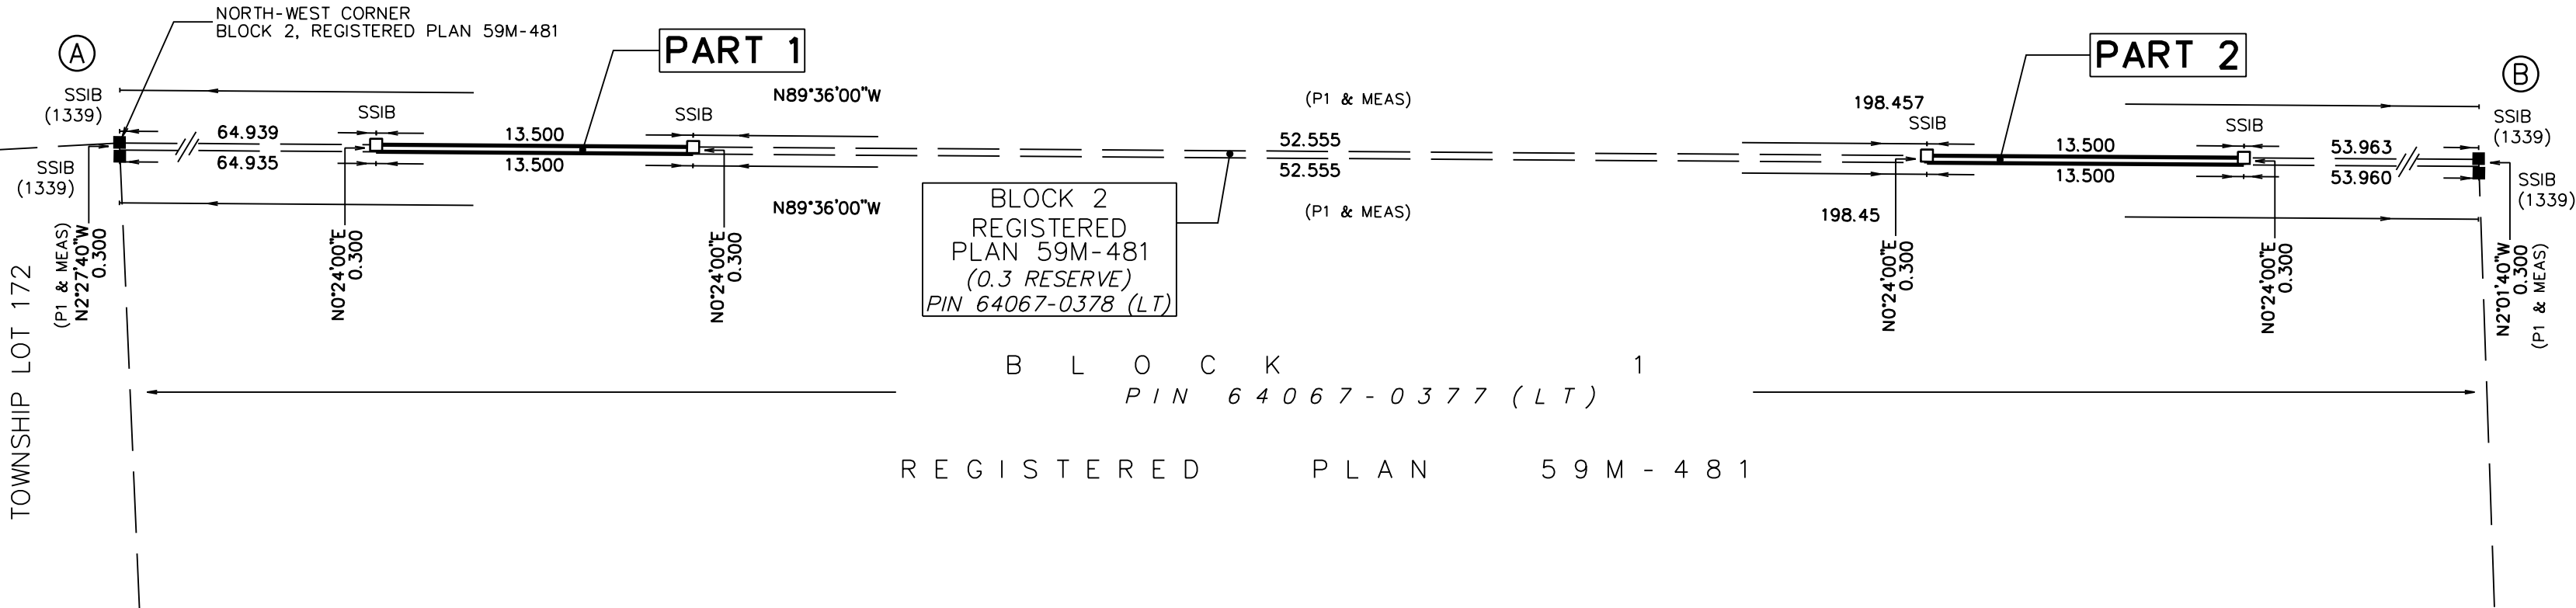 NORTH-WEST CORNER
BLOCK 2, REGISTERED PLAN 59M-481
A
PART 1
PART 2
B
SSIB
(1339)
SSIB
SSIB
N89°36'00"W
(P1 & MEAS)
198.457
SSIB
SSIB
SSIB
(1339)
64.939
13.500
52.555
13.500
53.963
64.935
13.500
52.555
13.500
53.960
SSIB
(1339)
SSIB
(1339)
N89°36'00"W
(P1 & MEAS)
198.45
BLOCK 2
REGISTERED
PLAN 59M-481
(0.3 RESERVE)
PIN 64067-0378 (LT)
(P1 & MEAS)
N2°27'40"W
0.300
N0°24'00"E
0.300
N0°24'00"E
0.300
N0°24'00"E
0.300
N0°24'00"E
0.300
N2°01'40"W
0.300
(P1 & MEAS)
TOWNSHIP LOT 172
BLOCK 1
PIN 64067-0377 (LT)
REGISTERED PLAN 59M-481